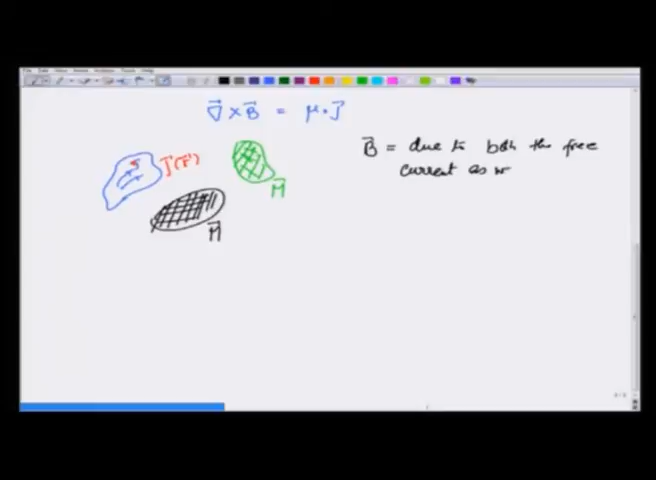 ∇⃗ × B⃗ = μ₀ J⃗
J⃗(r⃗)
M⃗
M⃗
B⃗ = due to both the free
current as w